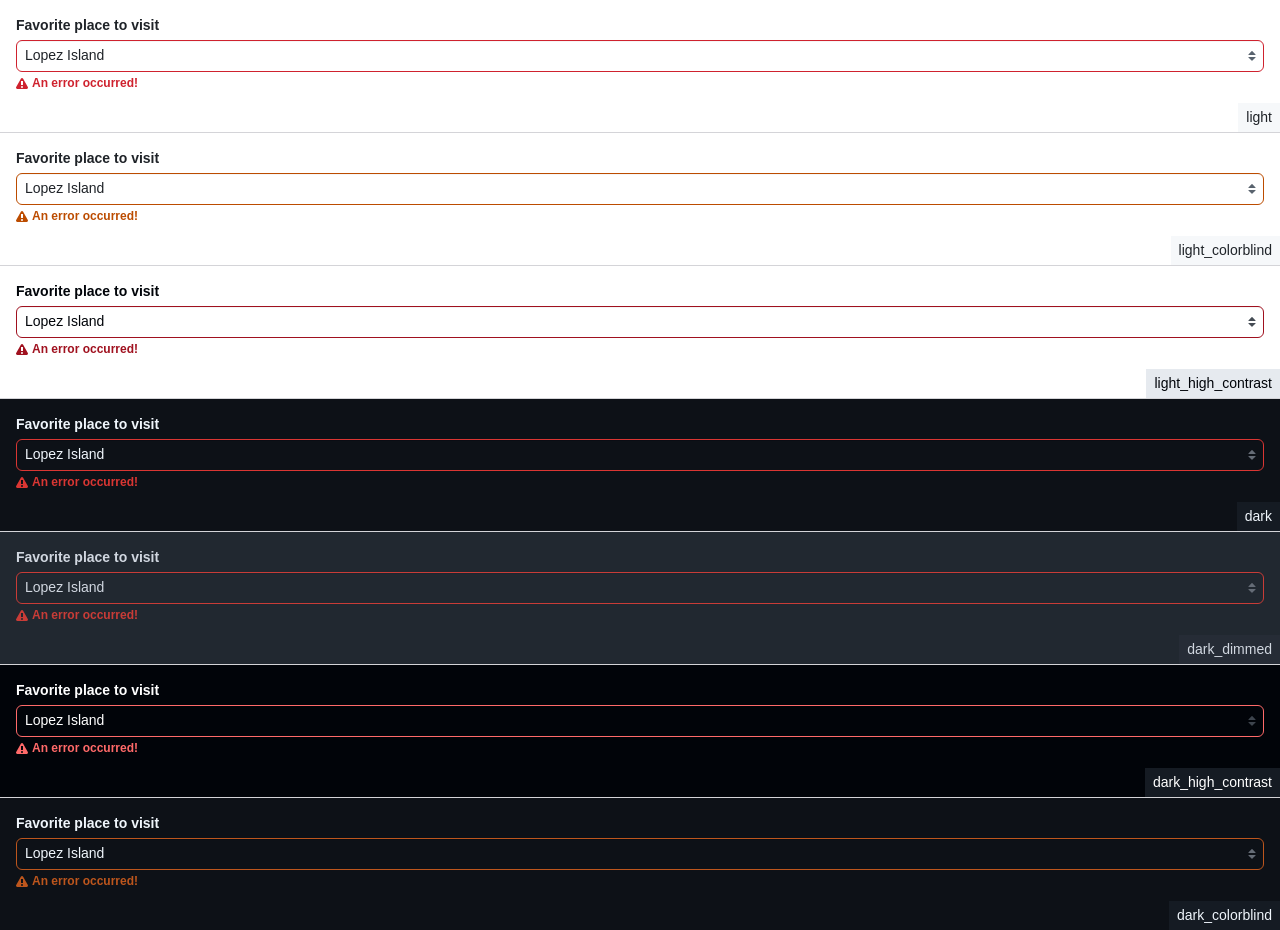 Favorite place to visit
Lopez Island
An error occurred!
light
Favorite place to visit
Lopez Island
An error occurred!
light_colorblind
Favorite place to visit
Lopez Island
An error occurred!
light_high_contrast
Favorite place to visit
Lopez Island
An error occurred!
dark
Favorite place to visit
Lopez Island
An error occurred!
dark_dimmed
Favorite place to visit
Lopez Island
An error occurred!
dark_high_contrast
Favorite place to visit
Lopez Island
An error occurred!
dark_colorblind